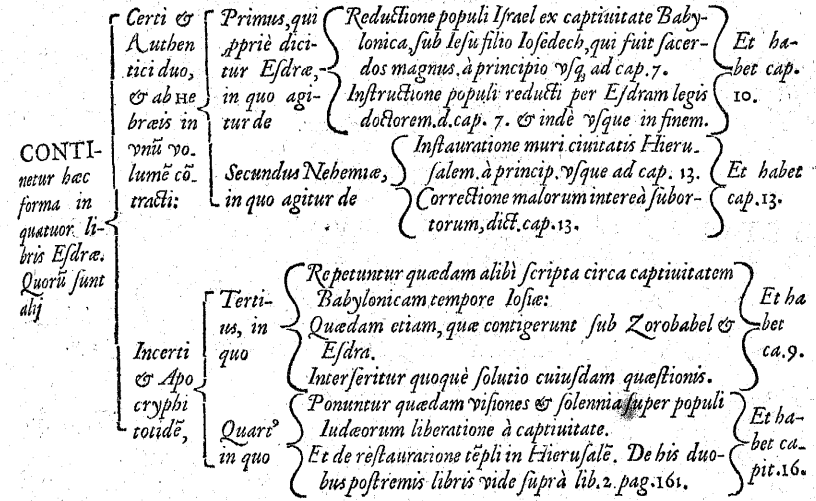 CONTI-
netur hæc
forma in
quatuor li-
bris Eſdræ.
Quorũ ſunt
alij
Certi &
Authen
tici duo,
& ab HE
bræis in
vnũ vo-
lumẽ cõ-
tracti:
Primus, qui
ꝓpriè dici-
tur Eſdræ,
in quo agi-
tur de
Reductione populi Iſrael ex captiuitate Baby-
lonica, ſub Ieſu filio Ioſedech, qui fuit ſacer-
dos magnus. à principio vſq; ad cap. 7.
Inſtructione populi reducti per Eſdram legis
doctorem. d. cap. 7. & indè vſque in finem.
Et ha-
bet cap.
10.
Secundus Nehemiæ,
in quo agitur de
Inſtauratione muri ciuitatis Hieru-
ſalem. à princip. vſque ad cap. 13.
Correctione malorum intereà ſubor-
torum, dict. cap. 13.
Et habet
cap. 13.
Incerti
& Apo
cryphi
totidẽ,
Terti-
us, in
quo
Repetuntur quædam alibì ſcripta circa captiuitatem
Babylonicam tempore Ioſiæ:
Quædam etiam, quæ contigerunt ſub Zorobabel &
Eſdra.
Interſeritur quoquè ſolutio cuiuſdam quæſtionis.
Et ha
bet
ca. 9.
Quartꝰ
in quo
Ponuntur quædam viſiones & ſolennia ſuper populi
Iudæorum liberatione à captiuitate.
Et de reſtauratione tẽpli in Hieruſalẽ. De his duo-
bus poſtremis libris vide ſuprà lib. 2. pag. 161.
Et ha-
bet ca-
pit. 16.